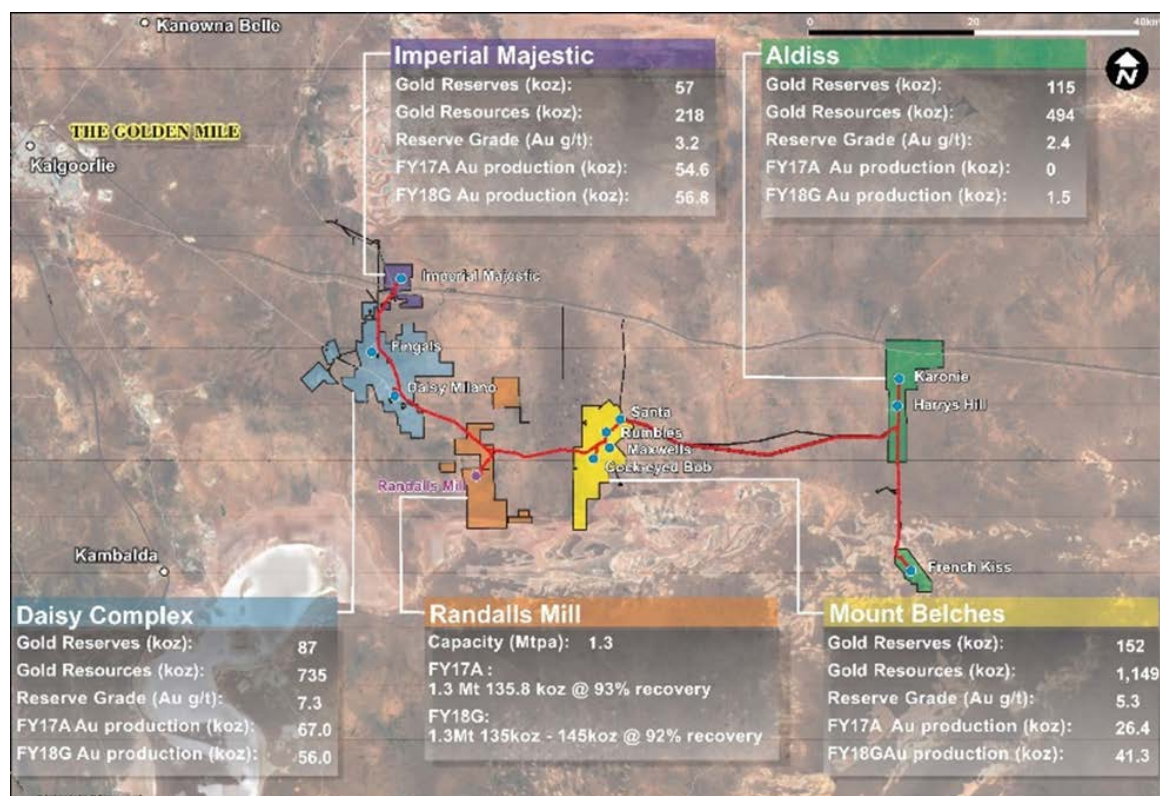 Kanowna Belle
0 20 40km
N
THE GOLDEN MILE
Kalgoorlie
Imperial Majestic
Gold Reserves (koz): 57
Gold Resources (koz): 218
Reserve Grade (Au g/t): 3.2
FY17A Au production (koz): 54.6
FY18G Au production (koz): 56.8
Aldiss
Gold Reserves (koz): 115
Gold Resources (koz): 494
Reserve Grade (Au g/t): 2.4
FY17A Au production (koz): 0
FY18G Au production (koz): 1.5
Imperial Majestic
Fingals
Daisy Milano
Santa
Rumbles
Maxwells
Cock-eyed Bob
Karonie
Harrys Hill
Randalls Mill
Kambalda
French Kiss
Daisy Complex
Gold Reserves (koz): 87
Gold Resources (koz): 735
Reserve Grade (Au g/t): 7.3
FY17A Au production (koz): 67.0
FY18G Au production (koz): 56.0
Randalls Mill
Capacity (Mtpa): 1.3
FY17A :
1.3 Mt 135.8 koz @ 93% recovery
FY18G:
1.3Mt 135koz - 145koz @ 92% recovery
Mount Belches
Gold Reserves (koz): 152
Gold Resources (koz): 1,149
Reserve Grade (Au g/t): 5.3
FY17A Au production (koz): 26.4
FY18GAu production (koz): 41.3